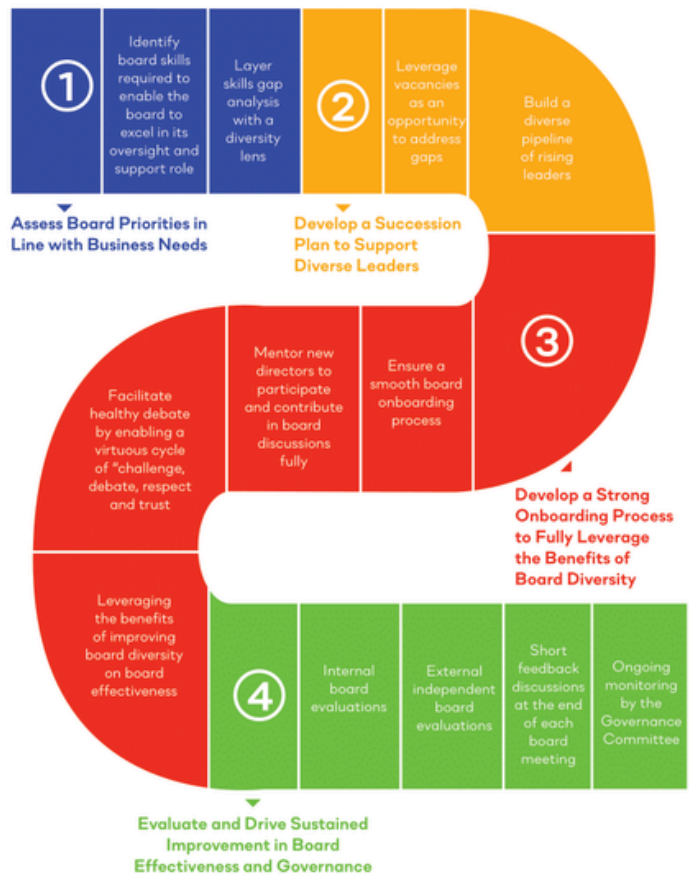 1
Identify
board skills
required to
enable the
board to
excel in its
oversight and
support role
Layer
skills gap
analysis
with a
diversity
lens
2
Leverage
vacancies
as an
opportunity
to address
gaps
Build a
diverse
pipeline
of rising
leaders
Assess Board Priorities in
Line with Business Needs
Develop a Succession
Plan to Support
Diverse Leaders
3
Develop a Strong
Onboarding Process
to Fully Leverage
the Benefits of
Board Diversity
Ensure a
smooth board
onboarding
process
Mentor new
directors to
participate
and contribute
in board
discussions
fully
Facilitate
healthy debate
by enabling a
virtuous cycle
of “challenge,
debate, respect
and trust
Leveraging
the benefits
of improving
board diversity
on board
effectiveness
4
Internal
board
evaluations
External
independent
board
evaluations
Short
feedback
discussions
at the end
of each
board
meeting
Ongoing
monitoring
by the
Governance
Committee
Evaluate and Drive Sustained
Improvement in Board
Effectiveness and Governance